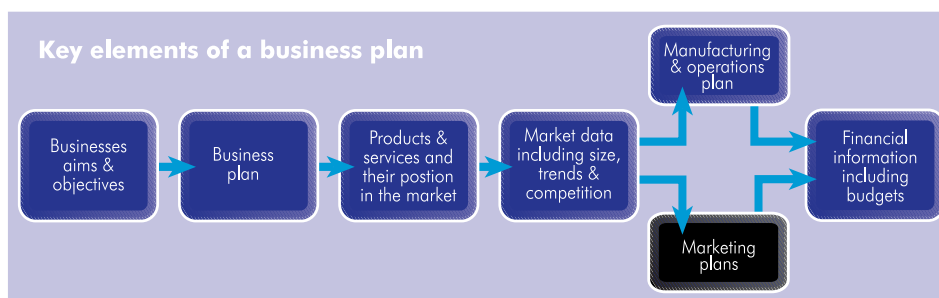 Key elements of a business plan
Businesses
aims &
objectives
Business
plan
Products &
services and
their postion
in the market
Market data
including size,
trends &
competition
Manufacturing
& operations
plan
Marketing
plans
Financial
information
including
budgets